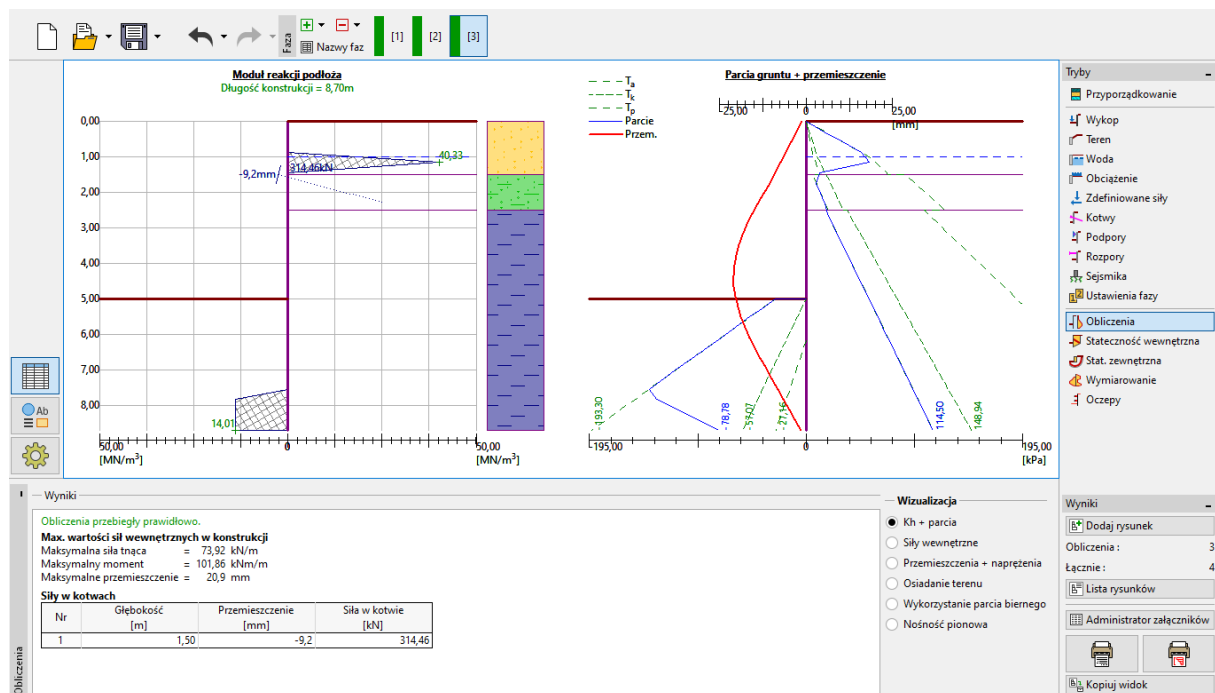 Faza
Nazwy faz
[1]
[2]
[3]
Moduł reakcji podłoża
Długość konstrukcji = 8,70m
0,00
1,00
2,00
3,00
4,00
5,00
6,00
7,00
8,00
40,33
314,46kN
-9,2mm
14,01
50,00
0
50,00
[MN/m³]
[MN/m³]
Parcia gruntu + przemieszczenie
Ta
Tk
Tp
Parcie
Przem.
-25,00
0
25,00
[mm]
-193,30
-78,78
-57,07
-27,16
114,50
148,94
-195,00
0
195,00
[kPa]
Tryby
Przyporządkowanie
Wykop
Teren
Woda
Obciążenie
Zdefiniowane siły
Kotwy
Podpory
Rozpory
Sejsmika
Ustawienia fazy
Obliczenia
Stateczność wewnętrzna
Stat. zewnętrzna
Wymiarowanie
Oczepy
Ab
Obliczenia
Wyniki
Obliczenia przebiegły prawidłowo.
Max. wartości sił wewnętrznych w konstrukcji
Maksymalna siła tnąca = 73,92 kN/m
Maksymalny moment = 101,86 kNm/m
Maksymalne przemieszczenie = 20,9 mm
Siły w kotwach
Nr Głębokość Przemieszczenie Siła w kotwie
[m] [mm] [kN]
1 1,50 -9,2 314,46
Wizualizacja
Kh + parcia
Siły wewnętrzne
Przemieszczenia + naprężenia
Osiadanie terenu
Wykorzystanie parcia biernego
Nośność pionowa
Wyniki
Dodaj rysunek
Obliczenia : 3
Łącznie : 4
Lista rysunków
Administrator załączników
Kopiuj widok